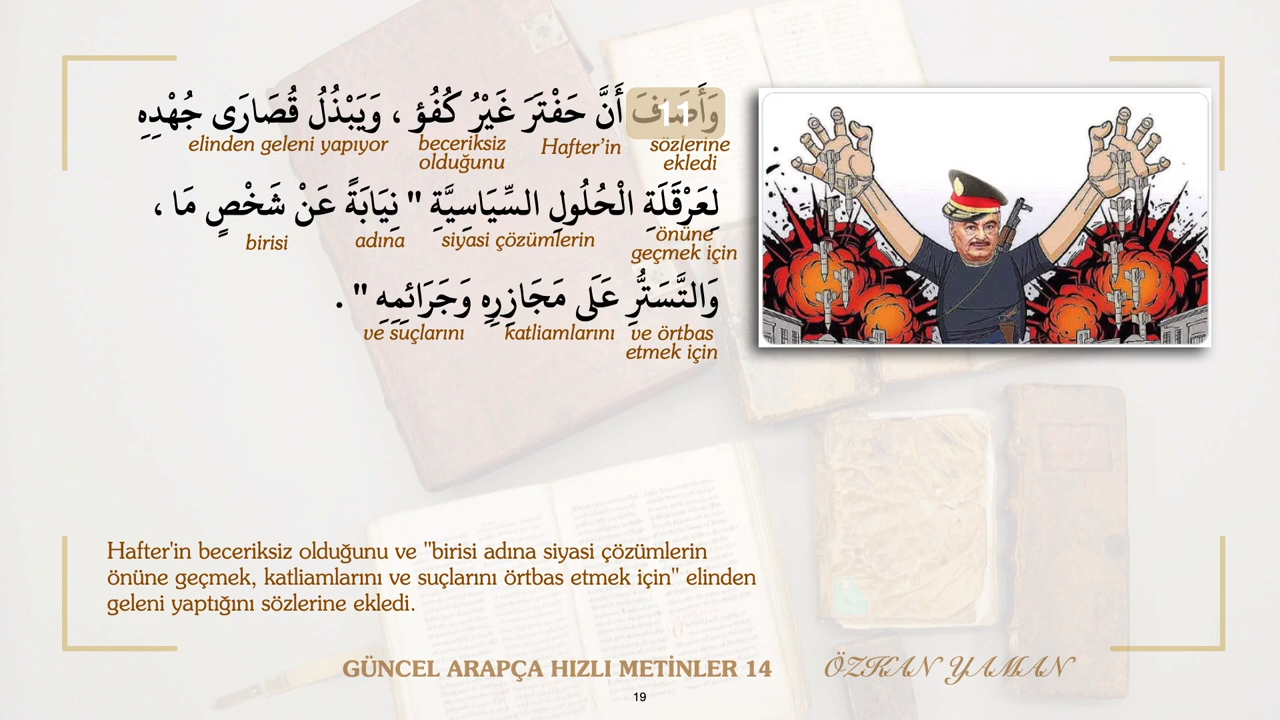 وَأَضَافَ أَنَّ حَفْتَرَ غَيْرُ كُفُؤ ، وَيَبْذُلُ قُصَارَى جُهْدِهِ
11
sözlerine ekledi
Hafter’in
beceriksiz olduğunu
elinden geleni yapıyor
لِعَرْقَلَةِ الْحُلُولِ السِّيَاسِيَّةِ " نِيَابَةً عَنْ شَخْصٍ مَا ،
önüne geçmek için
siyasi çözümlerin
adına
birisi
وَالتَّسَتُّرِ عَلَى مَجَازِرِهِ وَجَرَائِمِهِ " .
ve örtbas etmek için
katliamlarını
ve suçlarını
Hafter'in beceriksiz olduğunu ve "birisi adına siyasi çözümlerin
önüne geçmek, katliamlarını ve suçlarını örtbas etmek için" elinden
geleni yaptığını sözlerine ekledi.
GÜNCEL ARAPÇA HIZLI METİNLER 14
ÖZKAN YAMAN
19